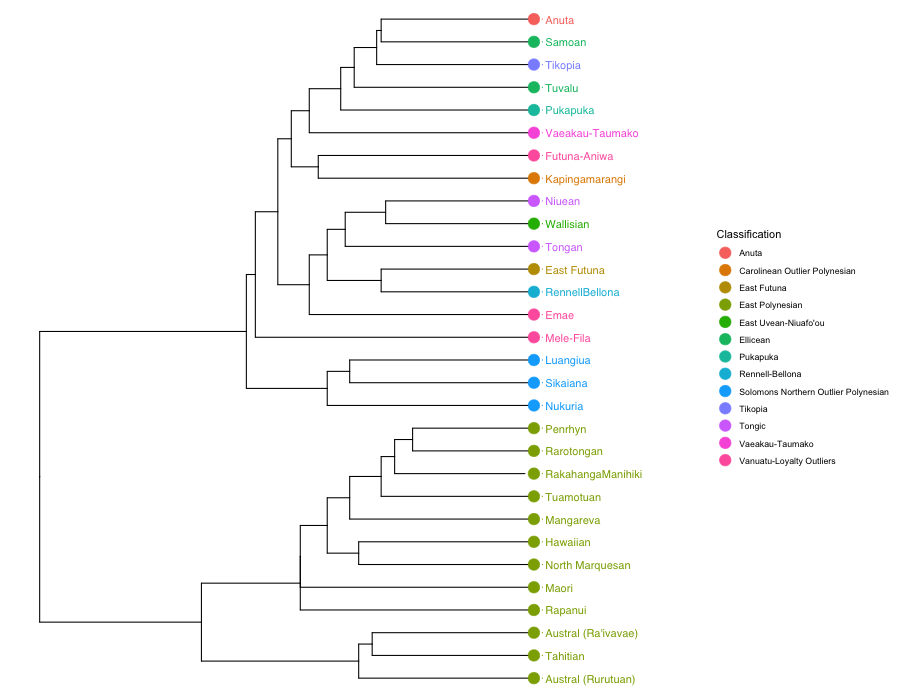 Anuta
Samoan
Tikopia
Tuvalu
Pukapuka
Vaeakau-Taumako
Futuna-Aniwa
Kapingamarangi
Niuean
Wallisian
Tongan
East Futuna
RennellBellona
Emae
Mele-Fila
Luangiua
Sikaiana
Nukuria
Penrhyn
Rarotongan
RakahangaManihiki
Tuamotuan
Mangareva
Hawaiian
North Marquesan
Maori
Rapanui
Austral (Ra'ivavae)
Tahitian
Austral (Rurutuan)
Classification
Anuta
Carolinean Outlier Polynesian
East Futuna
East Polynesian
East Uvean-Niuafo'ou
Ellicean
Pukapuka
Rennell-Bellona
Solomons Northern Outlier Polynesian
Tikopia
Tongic
Vaeakau-Taumako
Vanuatu-Loyalty Outliers